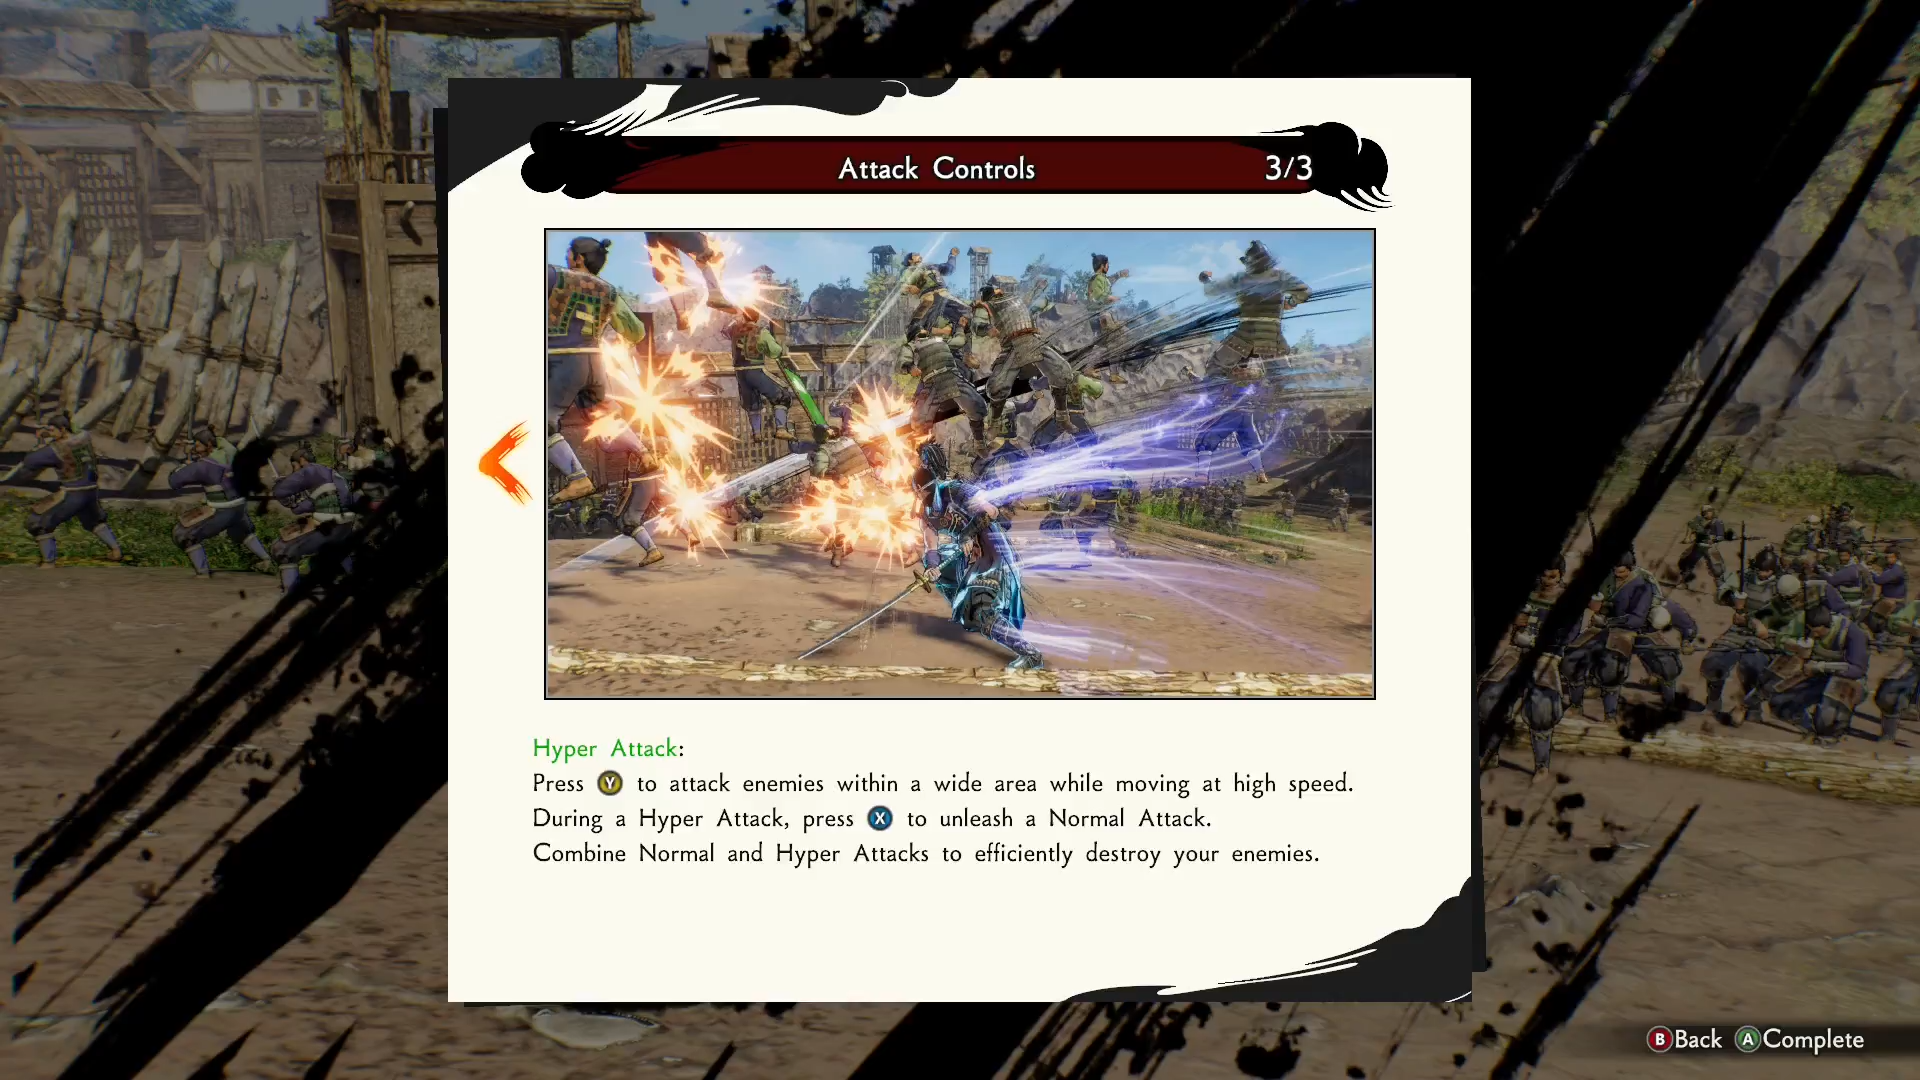 Attack Controls 3/3
Hyper Attack:
Press Y to attack enemies within a wide area while moving at high speed.
During a Hyper Attack, press X to unleash a Normal Attack.
Combine Normal and Hyper Attacks to efficiently destroy your enemies.
B Back A Complete